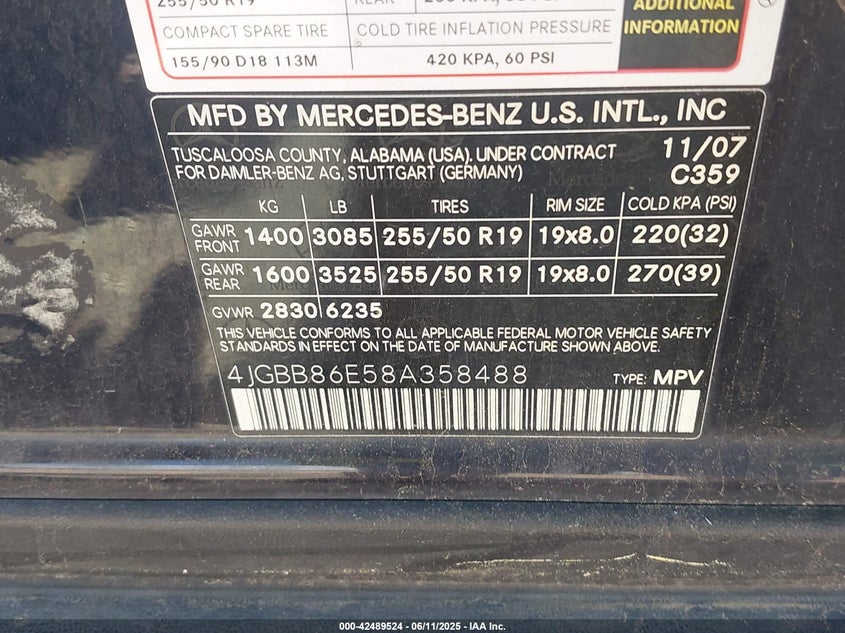 255/50 R19 REAR
ADDITIONAL
COMPACT SPARE TIRE COLD TIRE INFLATION PRESSURE INFORMATION
155/90 D18 113M 420 KPA, 60 PSI
MFD BY MERCEDES-BENZ U.S. INTL., INC
TUSCALOOSA COUNTY, ALABAMA (USA). UNDER CONTRACT 11/07
FOR DAIMLER-BENZ AG, STUTTGART (GERMANY) C359
KG LB TIRES RIM SIZE COLD KPA (PSI)
GAWR FRONT 1400 3085 255/50 R19 19x8.0 220(32)
GAWR REAR 1600 3525 255/50 R19 19x8.0 270(39)
GVWR 2830 6235
THIS VEHICLE CONFORMS TO ALL APPLICABLE FEDERAL MOTOR VEHICLE SAFETY
STANDARDS IN EFFECT ON THE DATE OF MANUFACTURE SHOWN ABOVE.
4JGBB86E58A358488 TYPE: MPV
000-42489524 - 06/11/2025 - IAA Inc.